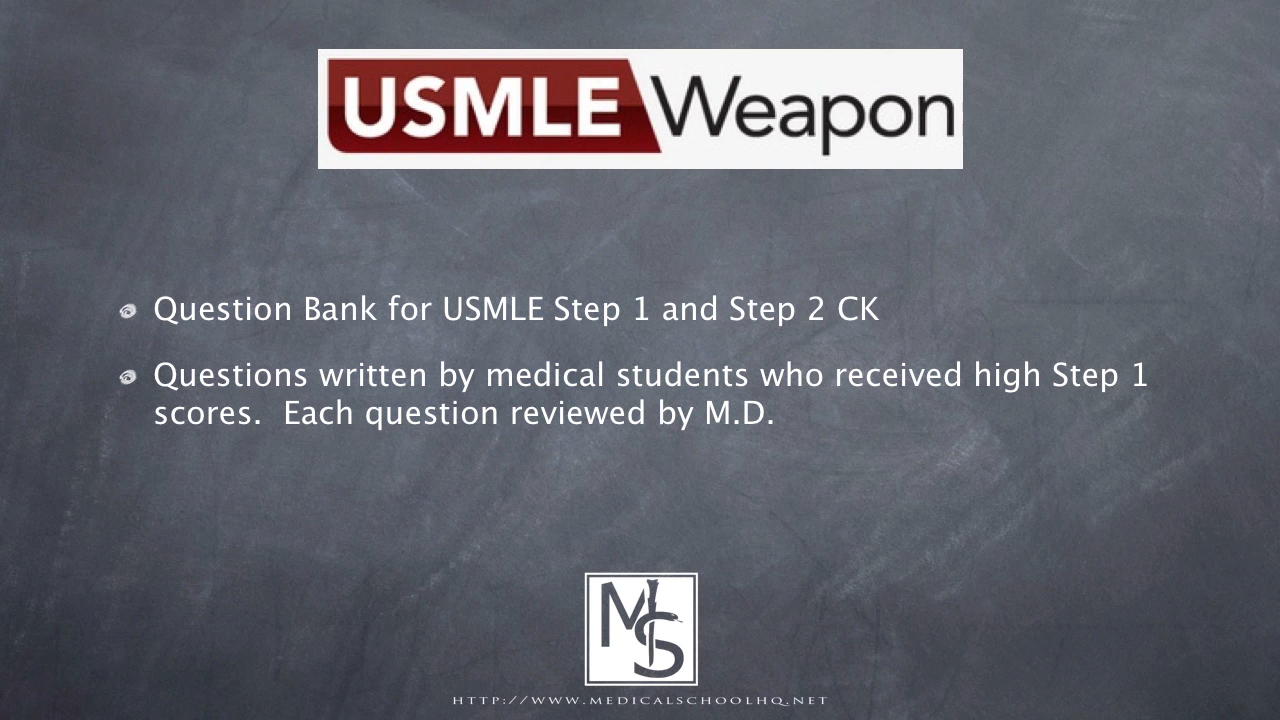 USMLE Weapon
Question Bank for USMLE Step 1 and Step 2 CK
Questions written by medical students who received high Step 1
scores.  Each question reviewed by M.D.
MS
HTTP://WWW.MEDICALSCHOOLHQ.NET